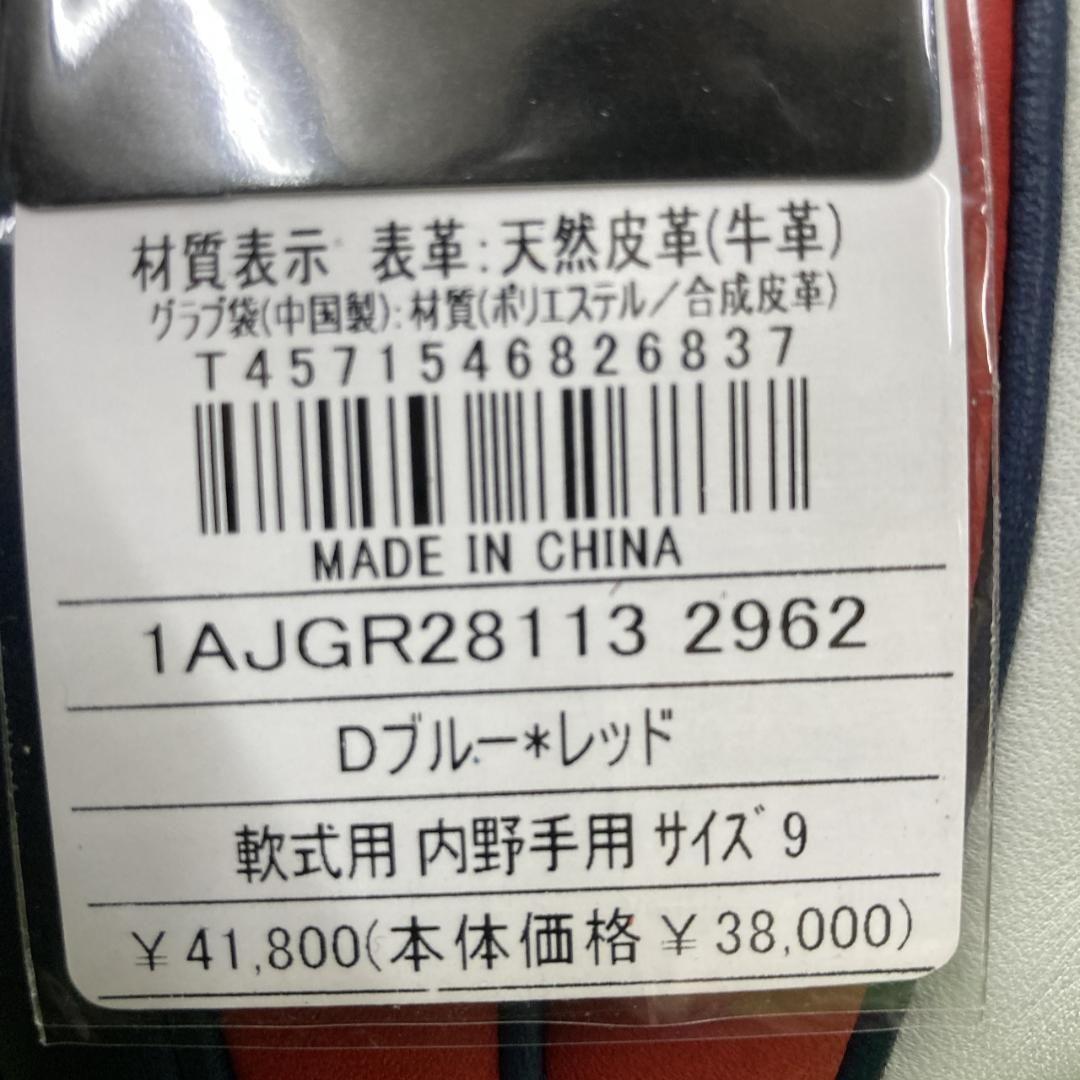 材質表示 表革:天然皮革(牛革)
グラブ袋(中国製):材質(ポリエステル/合成皮革)
T4571546826837
MADE IN CHINA
1AJGR28113 2962
Dブルー*レッド
軟式用 内野手用 サイズ 9
¥41,800(本体価格¥38,000)